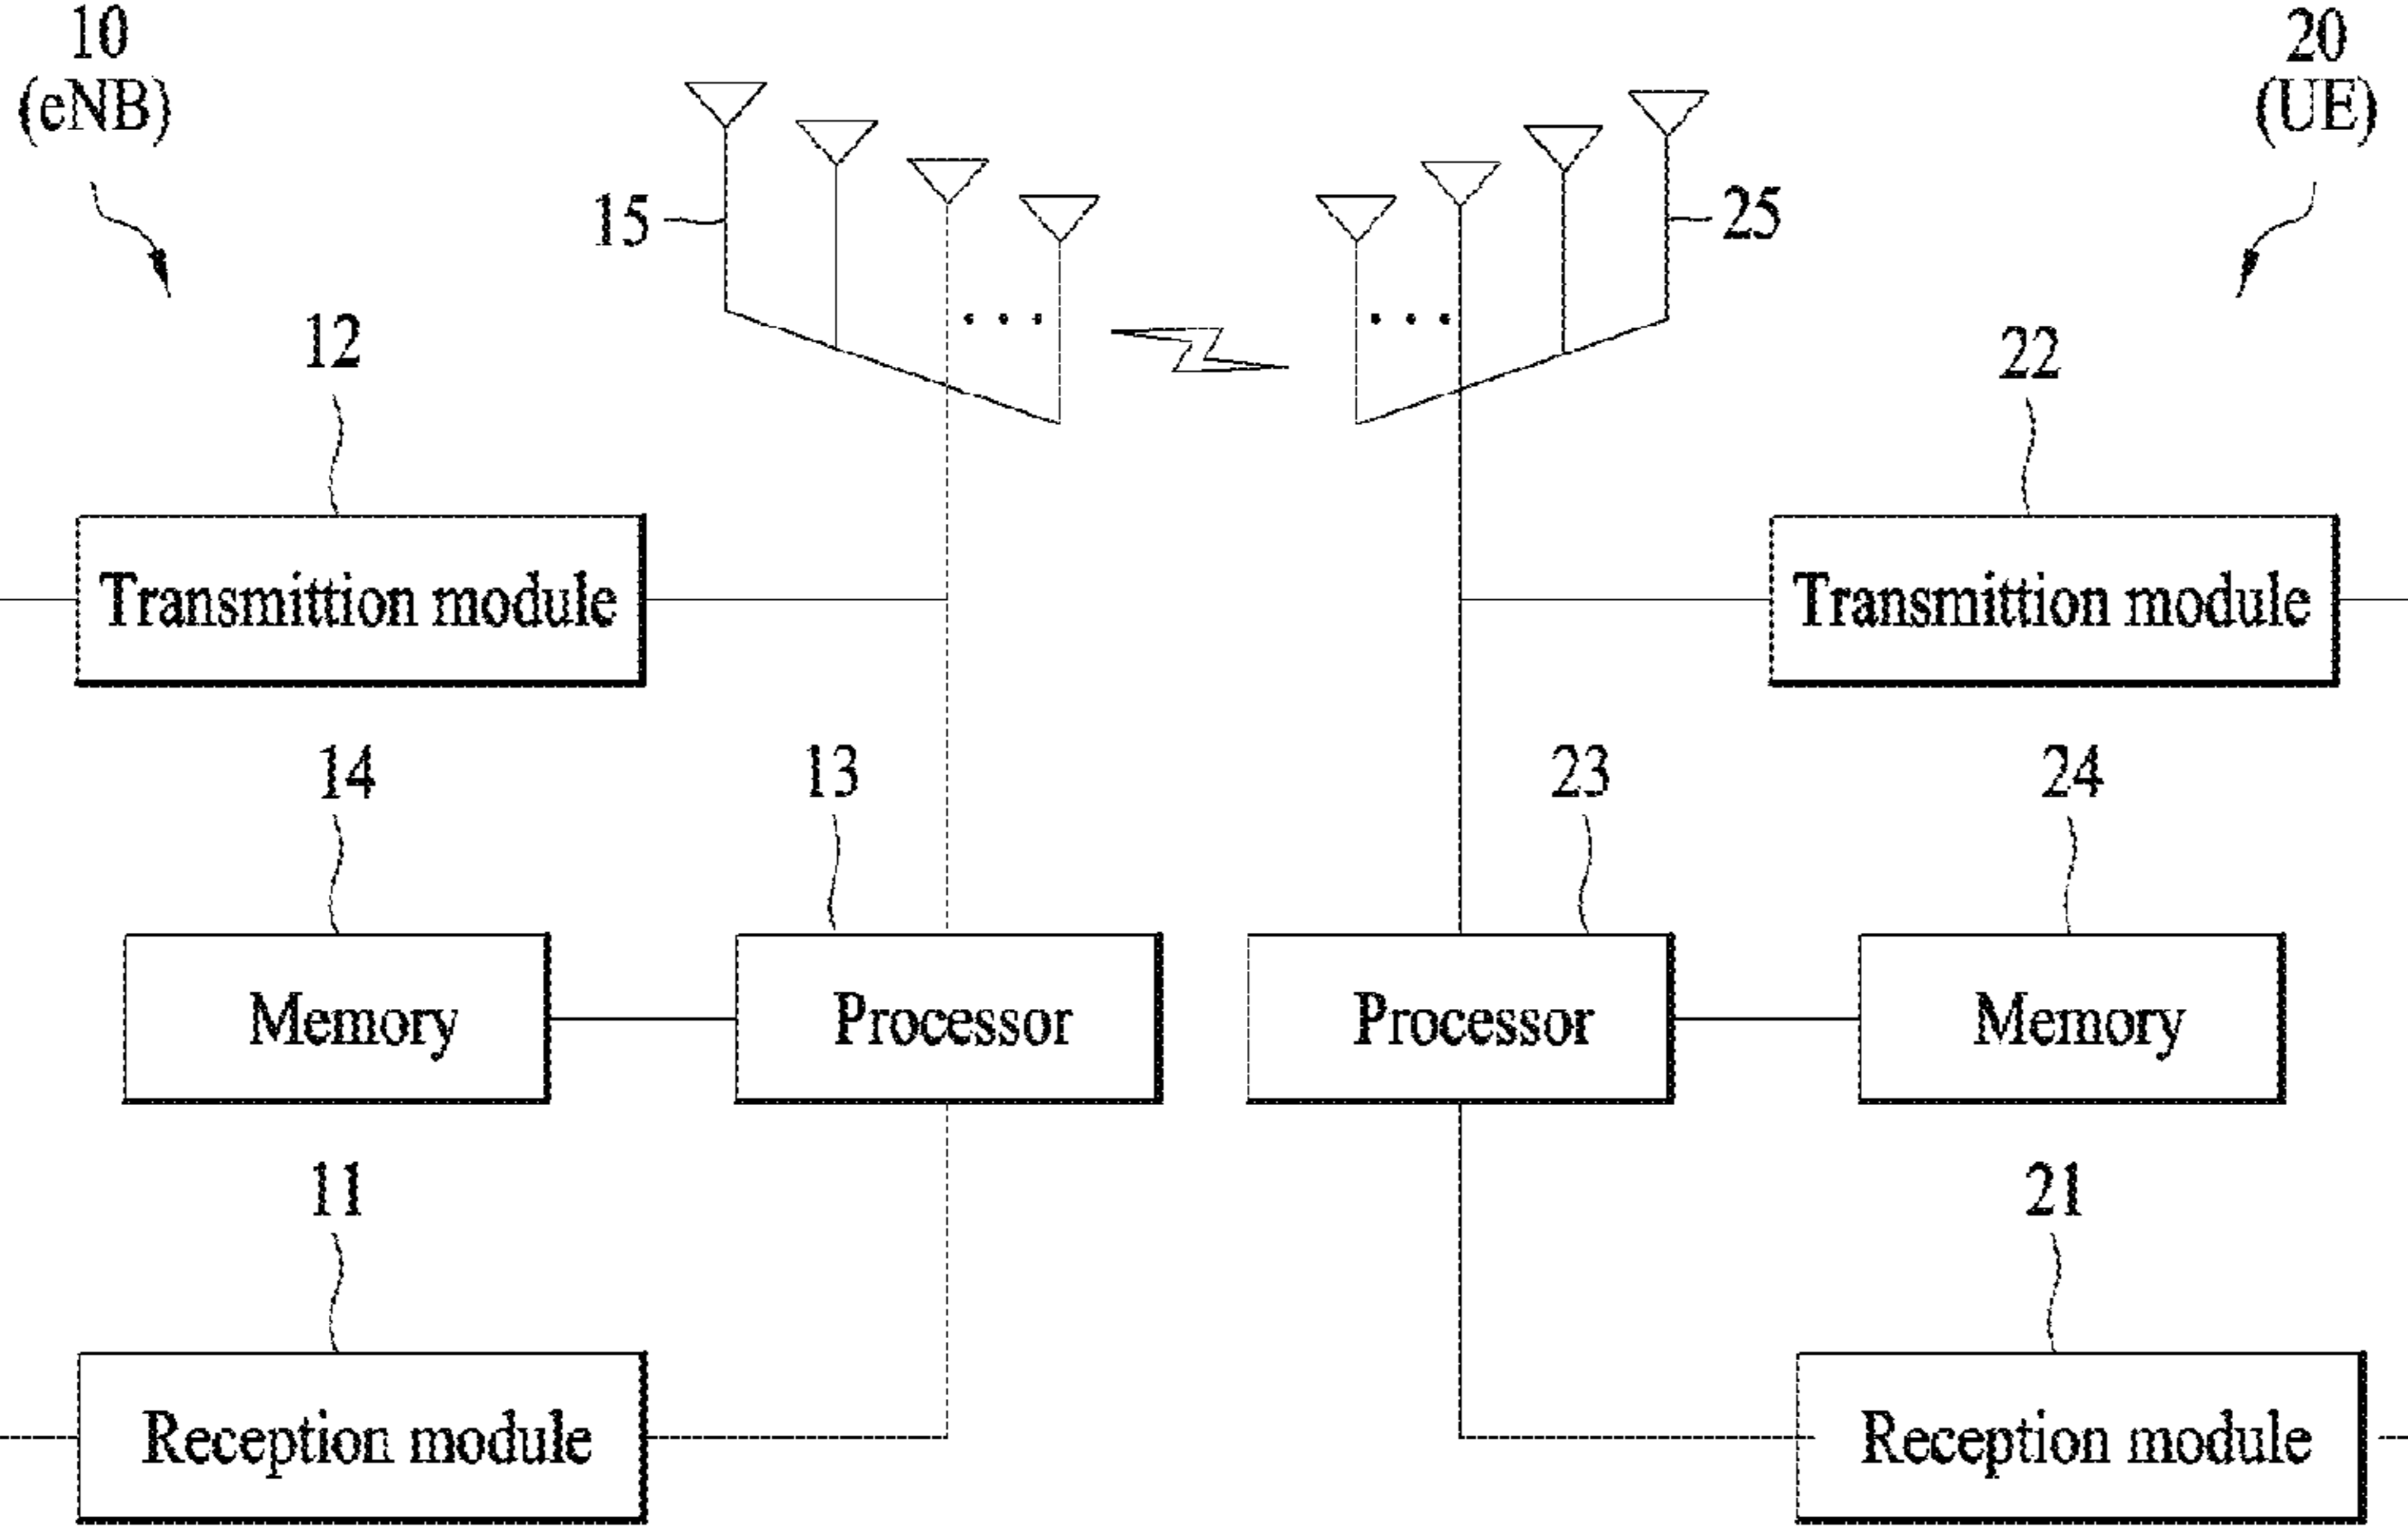 10
(eNB)
20
(UE)
15
25
12
22
Transmittion module
Transmittion module
14
13
23
24
Memory
Processor
Processor
Memory
11
21
Reception module
Reception module